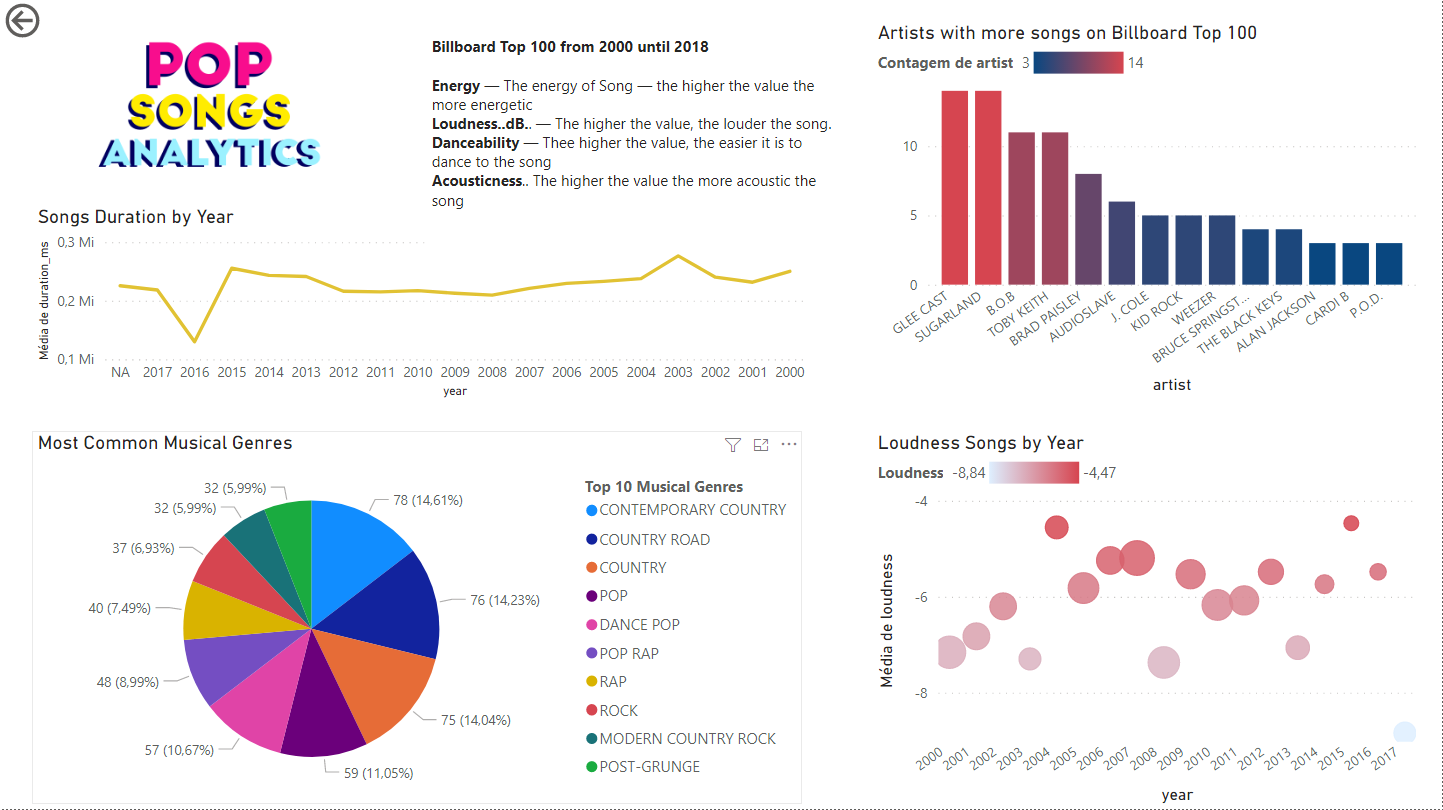 POP
SONGS
ANALYTICS
Billboard Top 100 from 2000 until 2018
Energy — The energy of Song — the higher the value the
more energetic
Loudness..dB.. — The higher the value, the louder the song.
Danceability — Thee higher the value, the easier it is to
dance to the song
Acousticness.. The higher the value the more acoustic the
song
Songs Duration by Year
Média de duration_ms
0,3 Mi
0,2 Mi
0,1 Mi
NA 2017 2016 2015 2014 2013 2012 2011 2010 2009 2008 2007 2006 2005 2004 2003 2002 2001 2000
year
Artists with more songs on Billboard Top 100
Contagem de artist 3 14
10
5
0
GLEE CAST
SUGARLAND
B.O.B
TOBY KEITH
BRAD PAISLEY
AUDIOSLAVE
J. COLE
KID ROCK
WEEZER
BRUCE SPRINGST...
THE BLACK KEYS
ALAN JACKSON
CARDI B
P.O.D.
artist
Most Common Musical Genres
32 (5,99%)
32 (5,99%)
37 (6,93%)
40 (7,49%)
48 (8,99%)
57 (10,67%)
59 (11,05%)
75 (14,04%)
76 (14,23%)
78 (14,61%)
Top 10 Musical Genres
CONTEMPORARY COUNTRY
COUNTRY ROAD
COUNTRY
POP
DANCE POP
POP RAP
RAP
ROCK
MODERN COUNTRY ROCK
POST-GRUNGE
Loudness Songs by Year
Loudness -8,84 -4,47
Média de loudness
-4
-6
-8
2000 2001 2002 2003 2004 2005 2006 2007 2008 2009 2010 2011 2012 2013 2014 2015 2016 2017
year